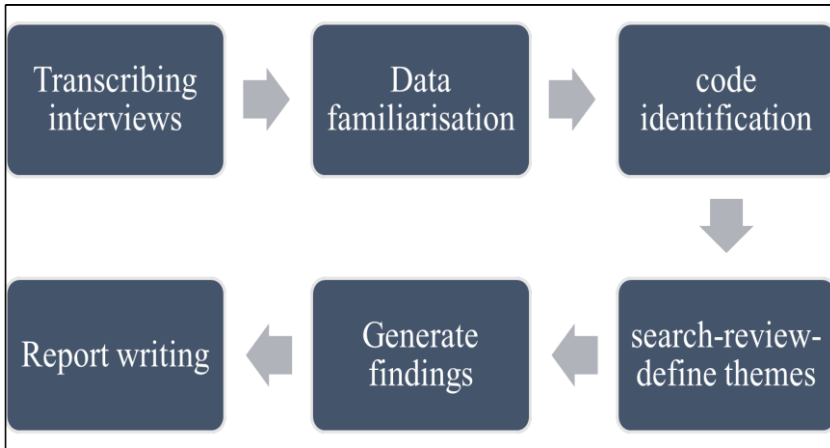 Transcribing
interviews
Data
familiarisation
code
identification
search-review-
define themes
Generate
findings
Report writing